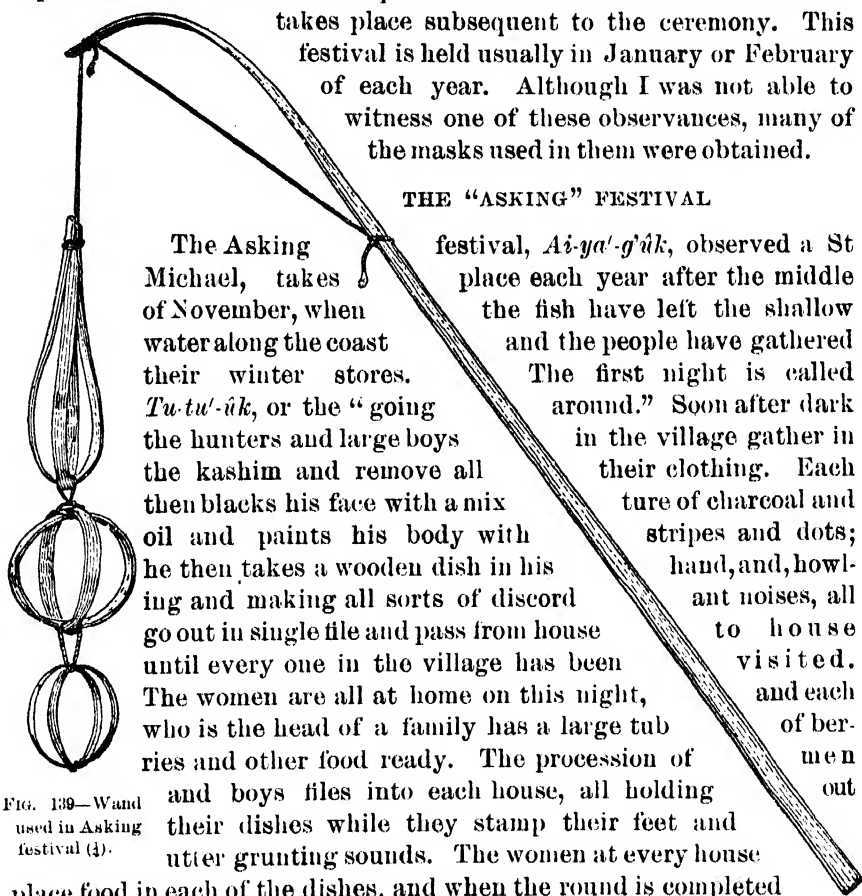 takes place subsequent to the ceremony. This
festival is held usually in January or February
of each year. Although I was not able to
witness one of these observances, many of
the masks used in them were obtained.
THE "ASKING" FESTIVAL
The Asking festival, Ai-ya'-g'ûk, observed a St
Michael, takes place each year after the middle
of November, when the fish have left the shallow
water along the coast and the people have gathered
their winter stores. The first night is called
Tu-tu'-ûk, or the "going around." Soon after dark
the hunters and large boys in the village gather in
the kashim and remove all their clothing. Each
then blacks his face with a mix ture of charcoal and
oil and paints his body with stripes and dots;
he then takes a wooden dish in his hand, and, howl-
ing and making all sorts of discord ant noises, all
go out in single file and pass from house to house
until every one in the village has been visited.
The women are all at home on this night, and each
who is the head of a family has a large tub of ber-
ries and other food ready. The procession of men
and boys files into each house, all holding out
their dishes while they stamp their feet and
utter grunting sounds. The women at every house
place food in each of the dishes, and when the round is completed
FIG. 139—Wand
used in Asking
festival (¼).